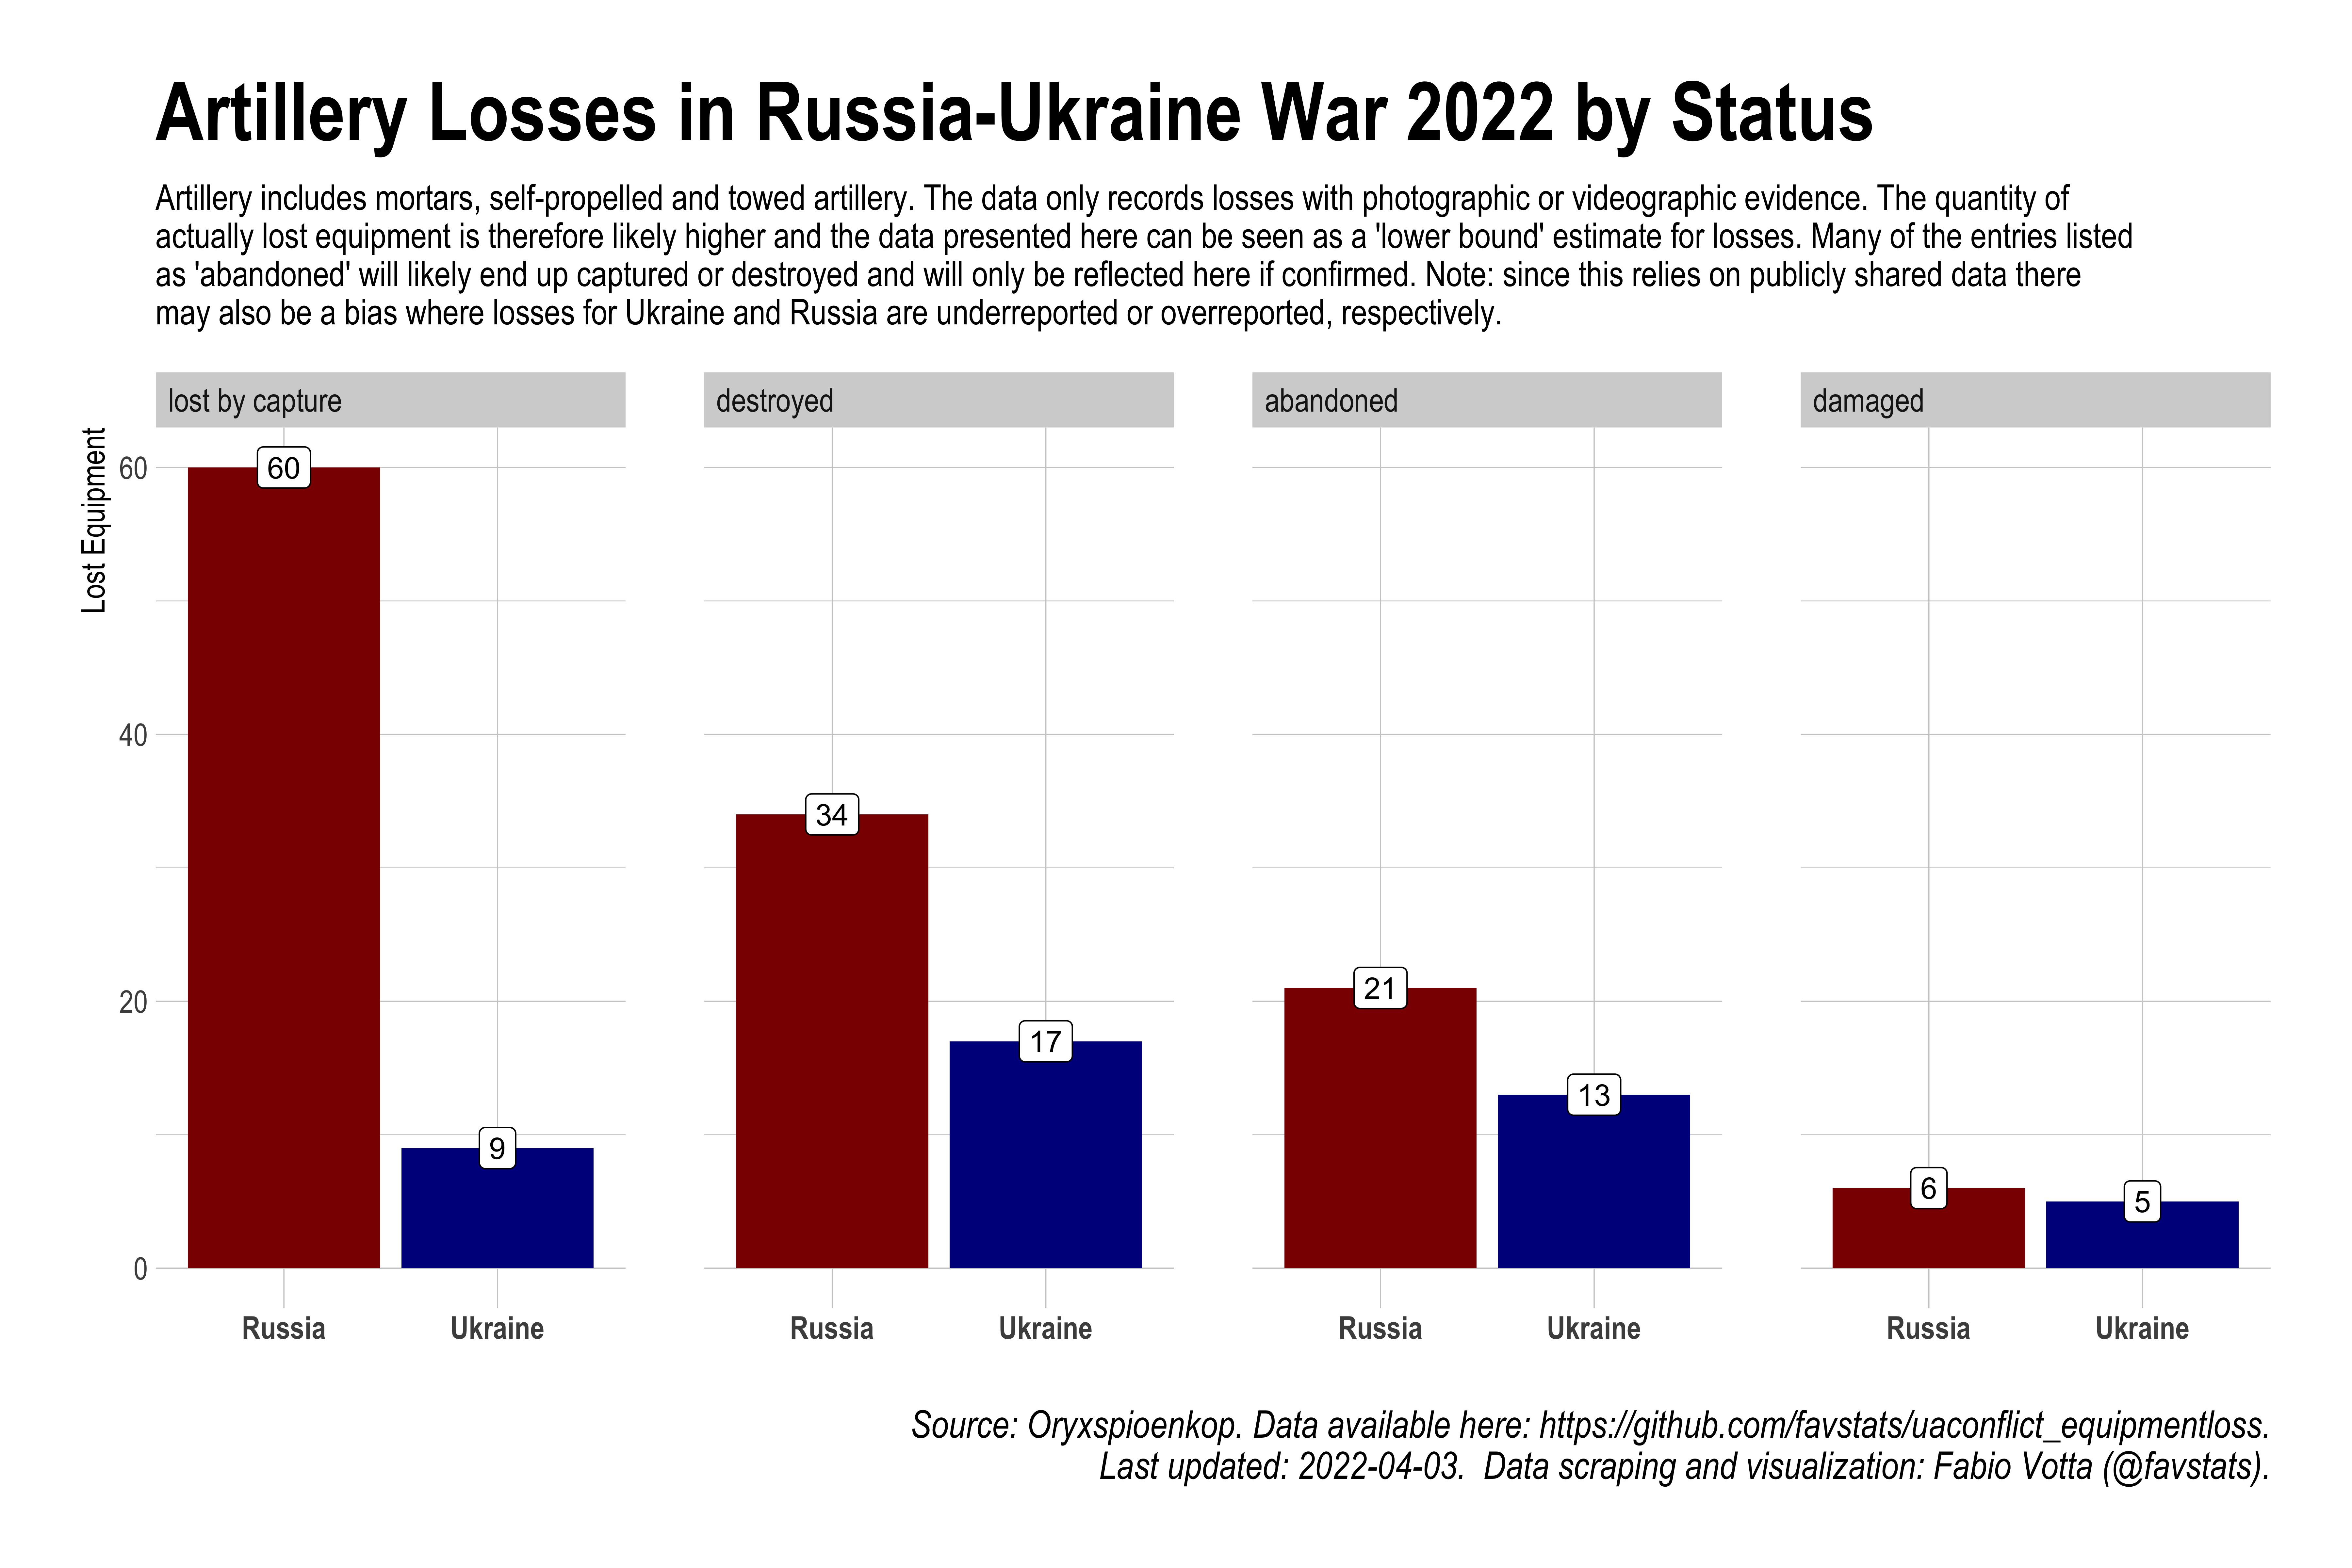 Artillery Losses in Russia-Ukraine War 2022 by Status
Artillery includes mortars, self-propelled and towed artillery. The data only records losses with photographic or videographic evidence. The quantity of
actually lost equipment is therefore likely higher and the data presented here can be seen as a 'lower bound' estimate for losses. Many of the entries listed
as 'abandoned' will likely end up captured or destroyed and will only be reflected here if confirmed. Note: since this relies on publicly shared data there
may also be a bias where losses for Ukraine and Russia are underreported or overreported, respectively.
lost by capture
destroyed
abandoned
damaged
Lost Equipment
60
40
20
0
60
9
34
17
21
13
6
5
Russia
Ukraine
Russia
Ukraine
Russia
Ukraine
Russia
Ukraine
Source: Oryxspioenkop. Data available here: https://github.com/favstats/uaconflict_equipmentloss.
Last updated: 2022-04-03.  Data scraping and visualization: Fabio Votta (@favstats).